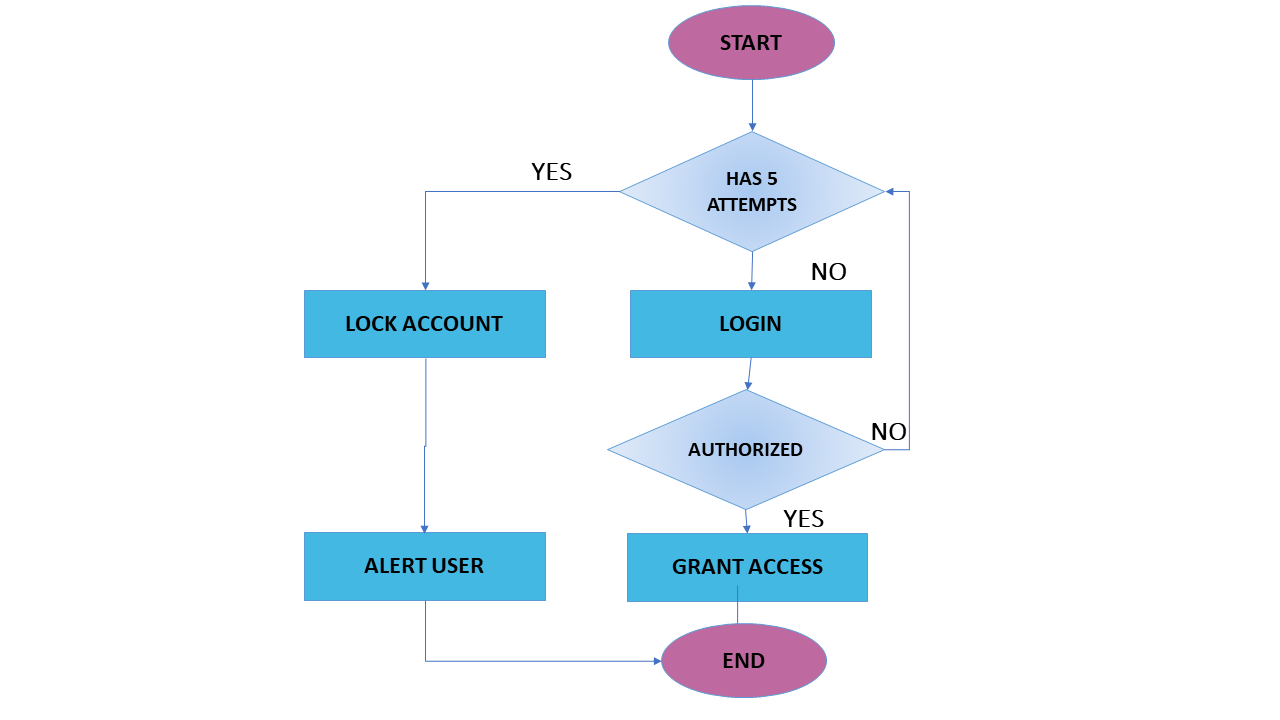 START
YES
HAS 5
ATTEMPTS
NO
LOCK ACCOUNT
LOGIN
NO
AUTHORIZED
YES
ALERT USER
GRANT ACCESS
END